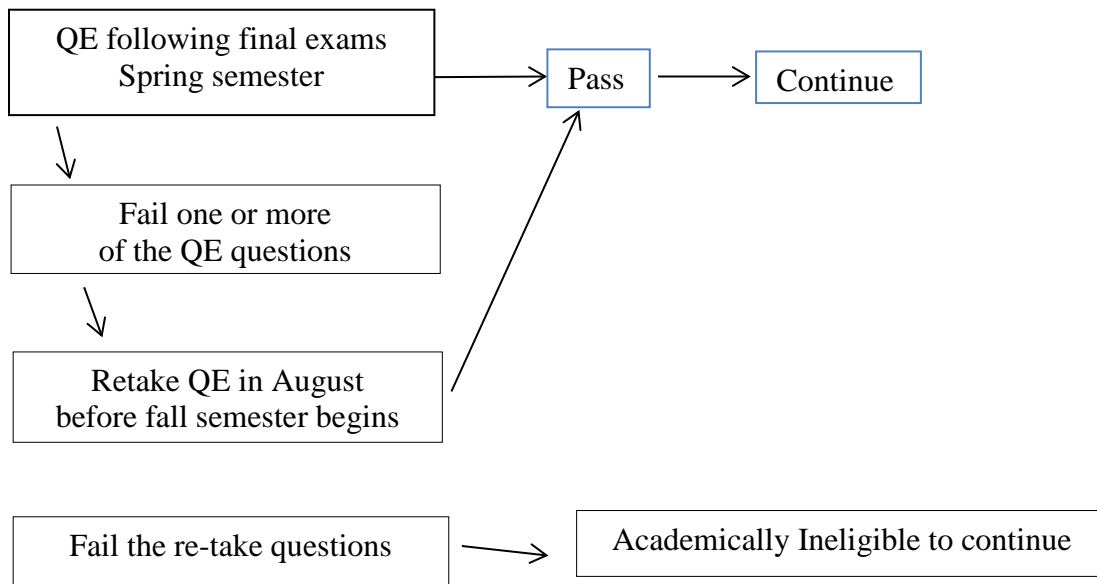 QE following final exams
Spring semester
Pass
Continue
Fail one or more
of the QE questions
Retake QE in August
before fall semester begins
Fail the re-take questions
Academically Ineligible to continue